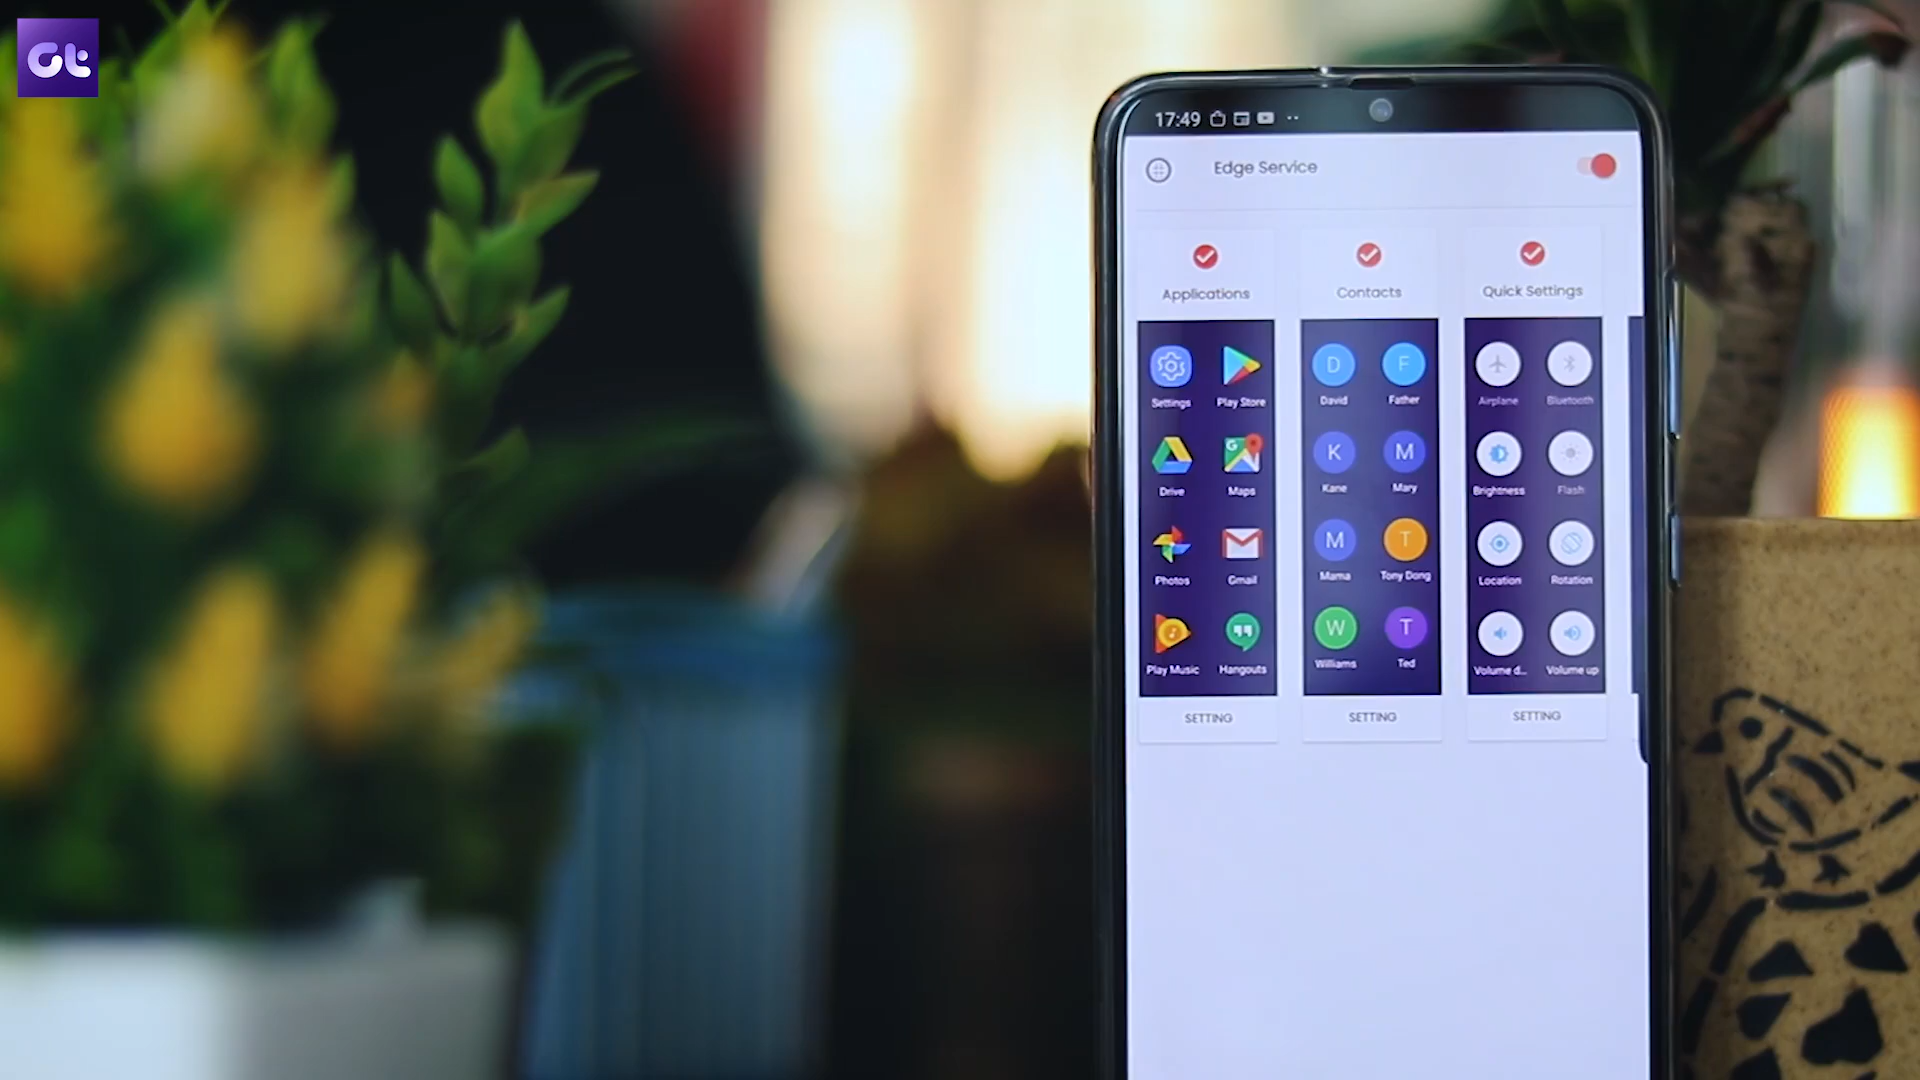 Gt
17:49
Edge Service
Applications
Contacts
Quick Settings
Settings
Play Store
D
David
F
Father
Airplane
Bluetooth
Drive
G
Maps
K
Kane
M
Mary
Brightness
Flash
Photos
Gmail
M
Mama
T
Tony Dong
Location
Rotation
Play Music
Hangouts
W
Williams
T
Ted
Volume d...
Volume up
SETTING
SETTING
SETTING